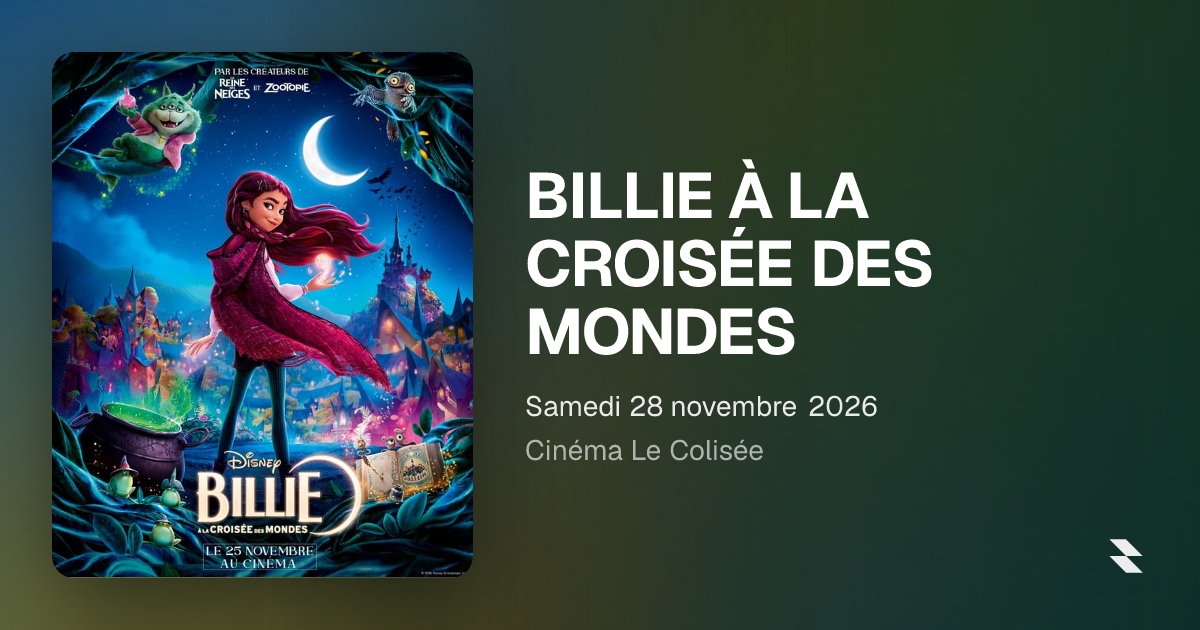 PAR LES CRÉATEURS DE
LA REINE DES NEIGES ET ZOOTOPIE
DISNEY
BILLIE
À LA CROISÉE DES MONDES
LE 25 NOVEMBRE
AU CINÉMA
BILLIE À LA
CROISÉE DES
MONDES
Samedi 28 novembre 2026
Cinéma Le Colisée